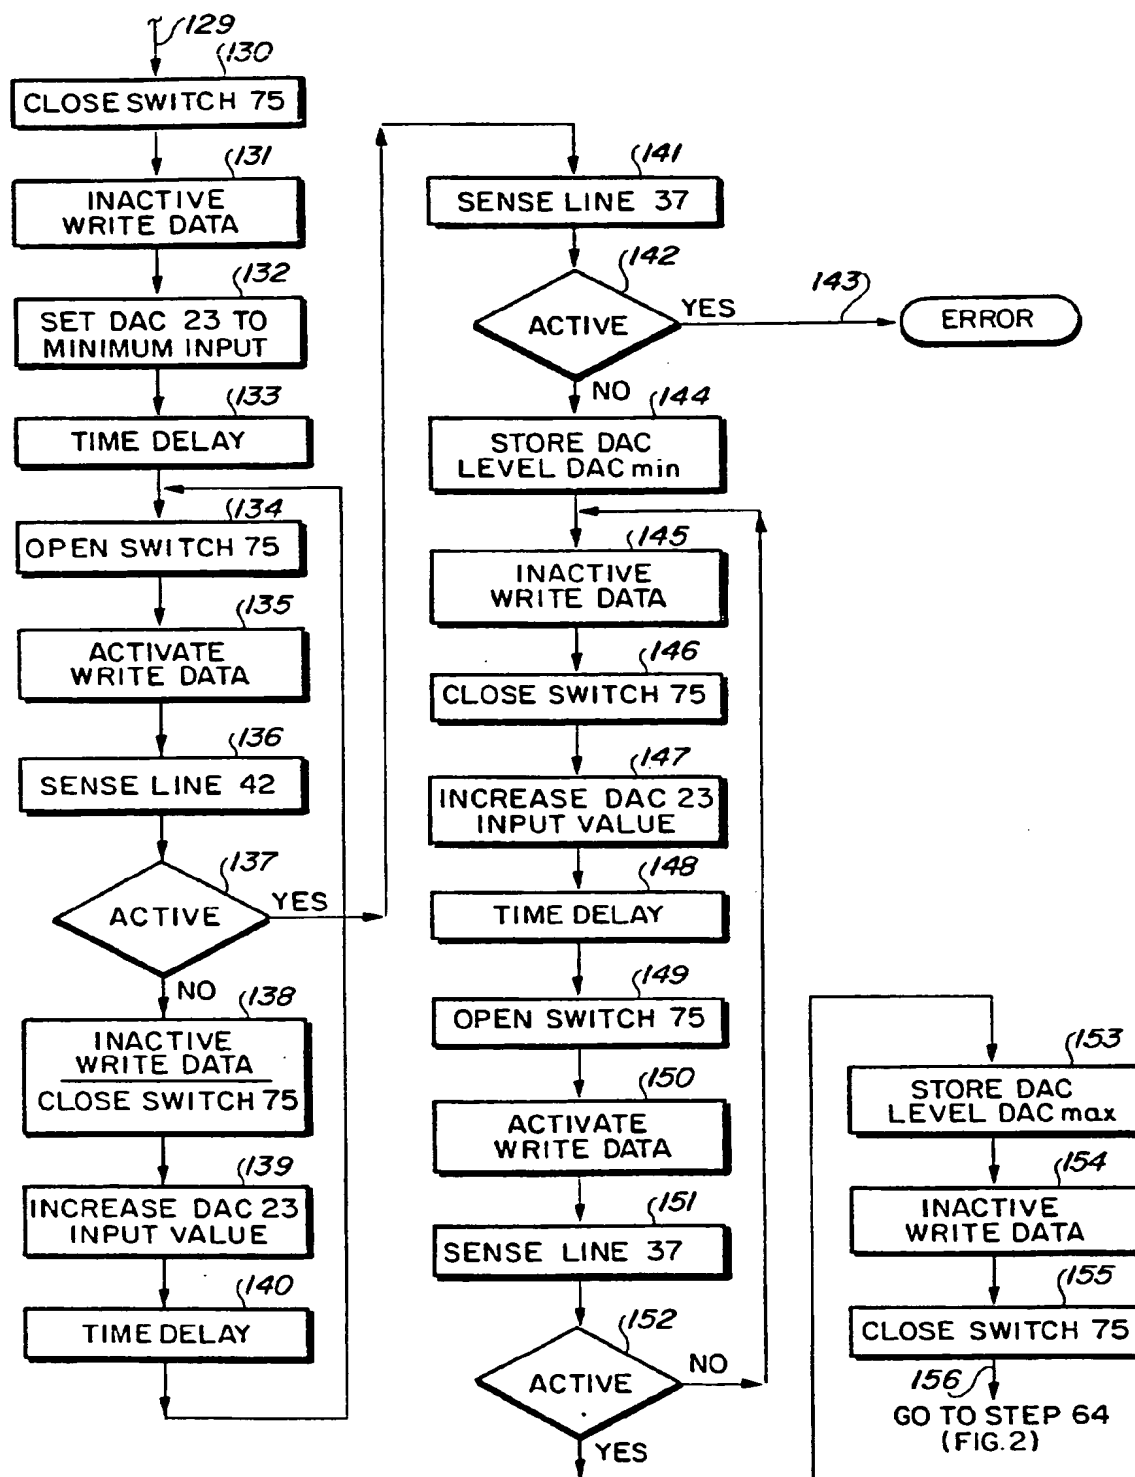 129
130
CLOSE SWITCH 75
131
INACTIVE
WRITE DATA
132
SET DAC 23 TO
MINIMUM INPUT
133
TIME DELAY
134
OPEN SWITCH 75
135
ACTIVATE
WRITE DATA
136
SENSE LINE 42
137
ACTIVE
YES
NO
138
INACTIVE
WRITE DATA
CLOSE SWITCH 75
139
INCREASE DAC 23
INPUT VALUE
140
TIME DELAY
141
SENSE LINE 37
142
ACTIVE
YES
143
ERROR
NO
144
STORE DAC
LEVEL DAC min
145
INACTIVE
WRITE DATA
146
CLOSE SWITCH 75
147
INCREASE DAC 23
INPUT VALUE
148
TIME DELAY
149
OPEN SWITCH 75
150
ACTIVATE
WRITE DATA
151
SENSE LINE 37
152
ACTIVE
NO
YES
153
STORE DAC
LEVEL DAC max
154
INACTIVE
WRITE DATA
155
CLOSE SWITCH 75
156
GO TO STEP 64
(FIG. 2)